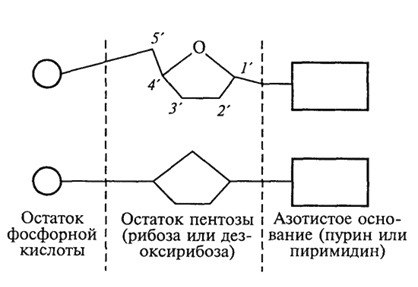 5′
O
1′
4′
3′
2′
Остаток
фосфорной
кислоты
Остаток пентозы
(рибоза или дез-
оксирибоза)
Азотистое осно-
вание (пурин или
пиримидин)